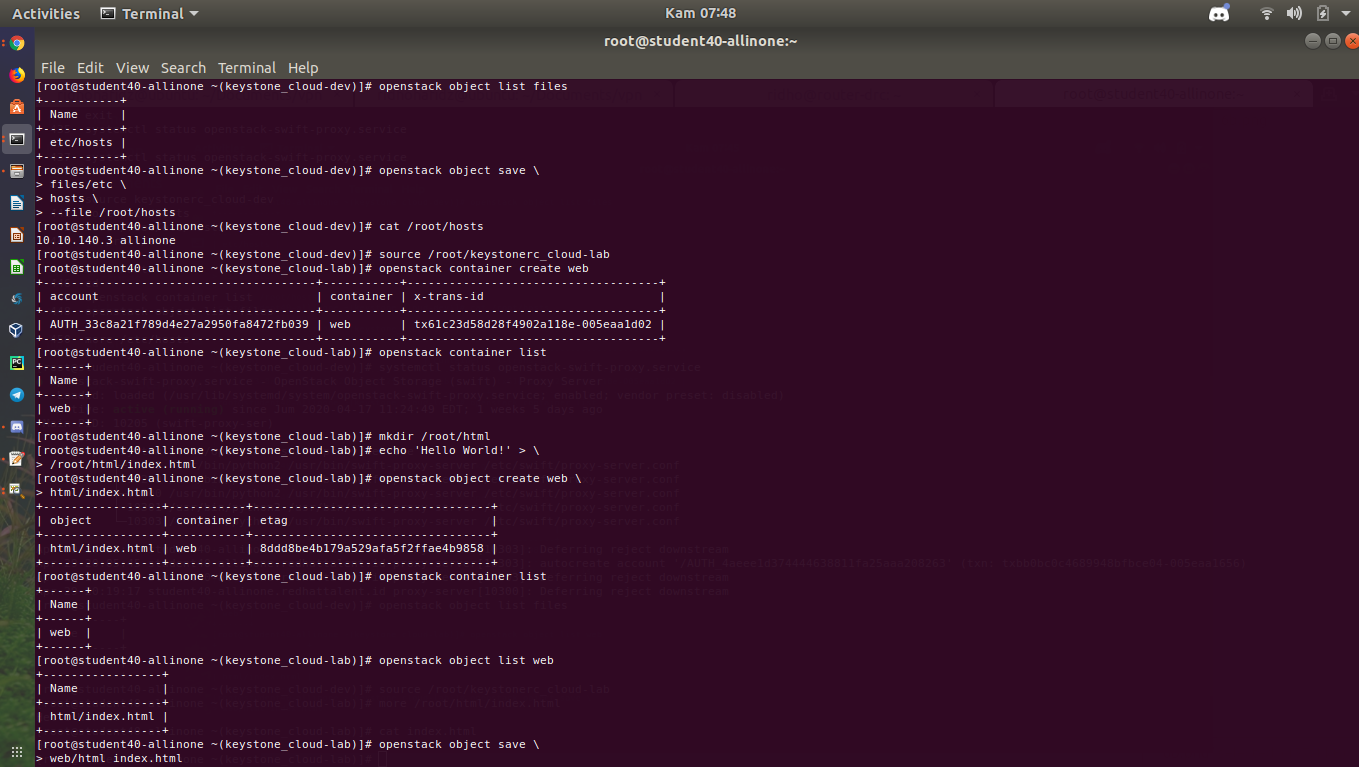 Activities Terminal Kam 07:48
root@student40-allinone:~
File Edit View Search Terminal Help
[root@student40-allinone ~(keystone_cloud-dev)]# openstack object list files
+-----------+
| Name      |
+-----------+
| etc/hosts |
+-----------+
[root@student40-allinone ~(keystone_cloud-dev)]# openstack object save \
> files/etc \
> hosts \
> --file /root/hosts
[root@student40-allinone ~(keystone_cloud-dev)]# cat /root/hosts
10.10.140.3 allinone
[root@student40-allinone ~(keystone_cloud-dev)]# source /root/keystonerc_cloud-lab
[root@student40-allinone ~(keystone_cloud-lab)]# openstack container create web
+---------------------------------------+-----------+------------------------------------+
| account                               | container | x-trans-id                         |
+---------------------------------------+-----------+------------------------------------+
| AUTH_33c8a21f789d4e27a2950fa8472fb039 | web       | tx61c23d58d28f4902a118e-005eaa1d02 |
+---------------------------------------+-----------+------------------------------------+
[root@student40-allinone ~(keystone_cloud-lab)]# openstack container list
+------+
| Name |
+------+
| web  |
+------+
[root@student40-allinone ~(keystone_cloud-lab)]# mkdir /root/html
[root@student40-allinone ~(keystone_cloud-lab)]# echo 'Hello World!' > \
> /root/html/index.html
[root@student40-allinone ~(keystone_cloud-lab)]# openstack object create web \
> html/index.html
+-----------------+-----------+----------------------------------+
| object          | container | etag                             |
+-----------------+-----------+----------------------------------+
| html/index.html | web       | 8ddd8be4b179a529afa5f2ffae4b9858 |
+-----------------+-----------+----------------------------------+
[root@student40-allinone ~(keystone_cloud-lab)]# openstack container list
+------+
| Name |
+------+
| web  |
+------+
[root@student40-allinone ~(keystone_cloud-lab)]# openstack object list web
+-----------------+
| Name            |
+-----------------+
| html/index.html |
+-----------------+
[root@student40-allinone ~(keystone_cloud-lab)]# openstack object save \
> web/html index.html